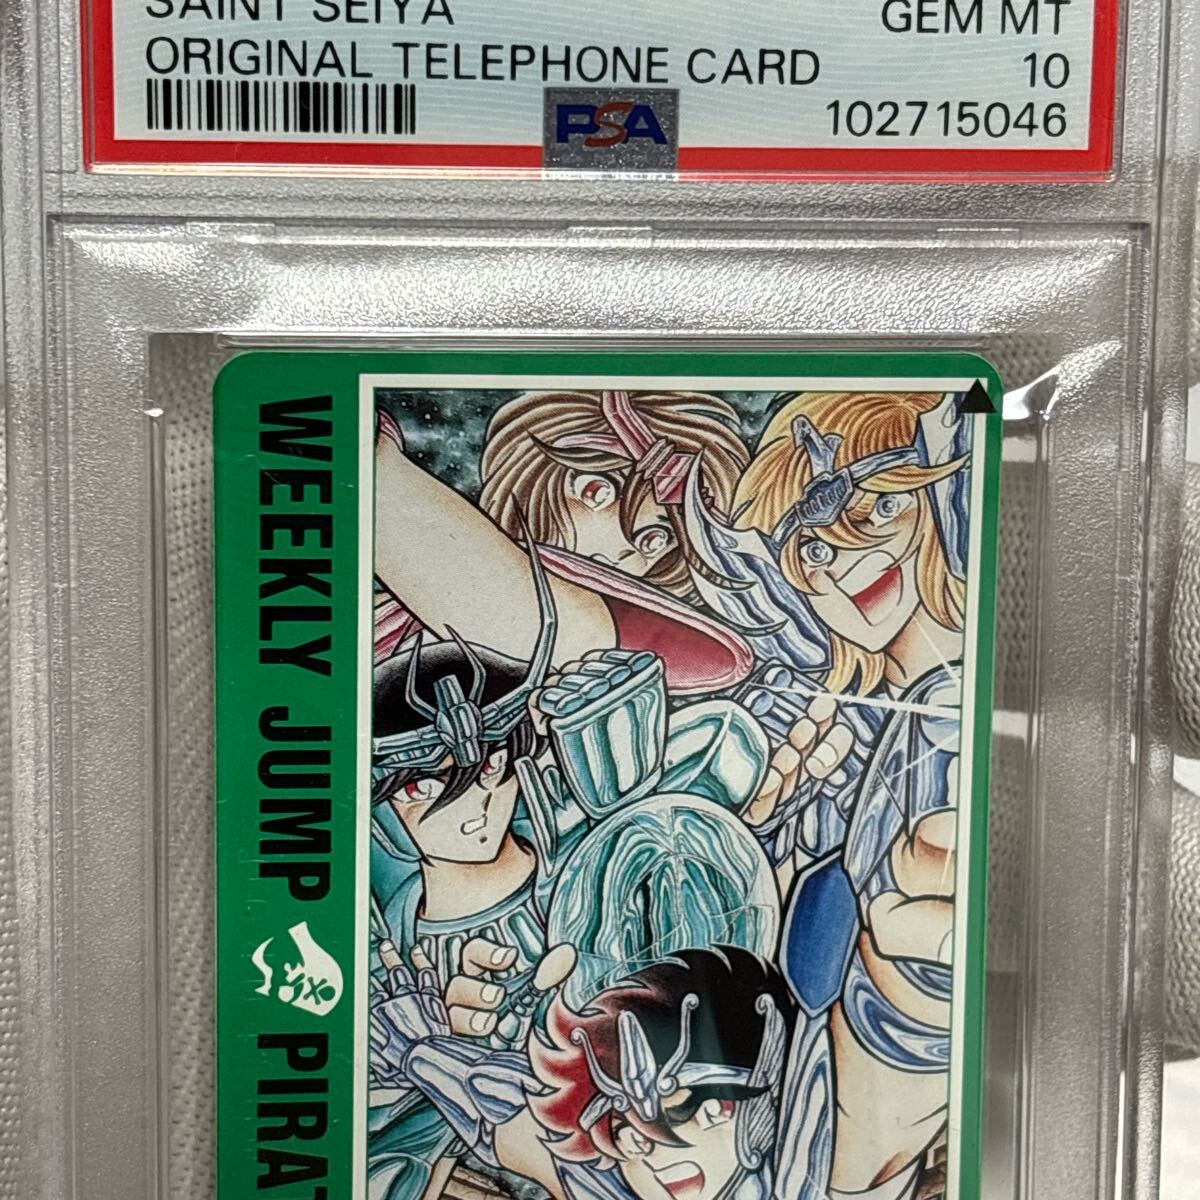 SAINT SEIYA
GEM MT
ORIGINAL TELEPHONE CARD
10
PSA
102715046
WEEKLY JUMP